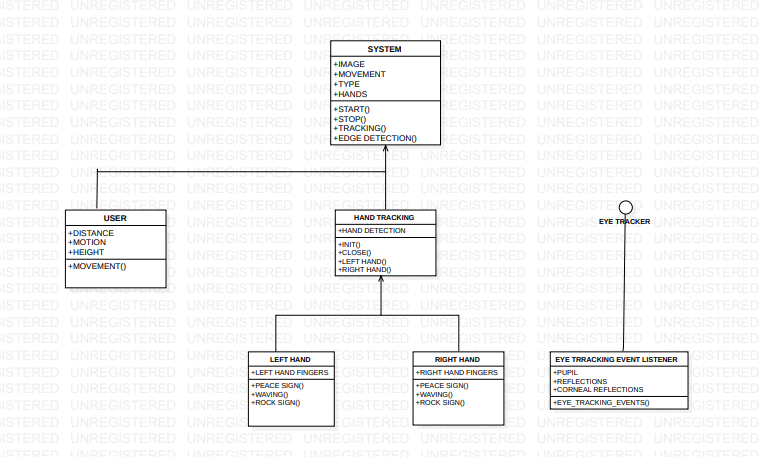 SYSTEM
+IMAGE
+MOVEMENT
+TYPE
+HANDS
+START()
+STOP()
+TRACKING()
+EDGE DETECTION()
USER
+DISTANCE
+MOTION
+HEIGHT
+MOVEMENT()
HAND TRACKING
+HAND DETECTION
+INIT()
+CLOSE()
+LEFT HAND()
+RIGHT HAND()
EYE TRACKER
LEFT HAND
+LEFT HAND FINGERS
+PEACE SIGN()
+WAVING()
+ROCK SIGN()
RIGHT HAND
+RIGHT HAND FINGERS
+PEACE SIGN()
+WAVING()
+ROCK SIGN()
EYE TRRACKING EVENT LISTENER
+PUPIL
+REFLECTIONS
+CORNEAL REFLECTIONS
+EYE_TRACKING_EVENTS()
UNREGISTERED